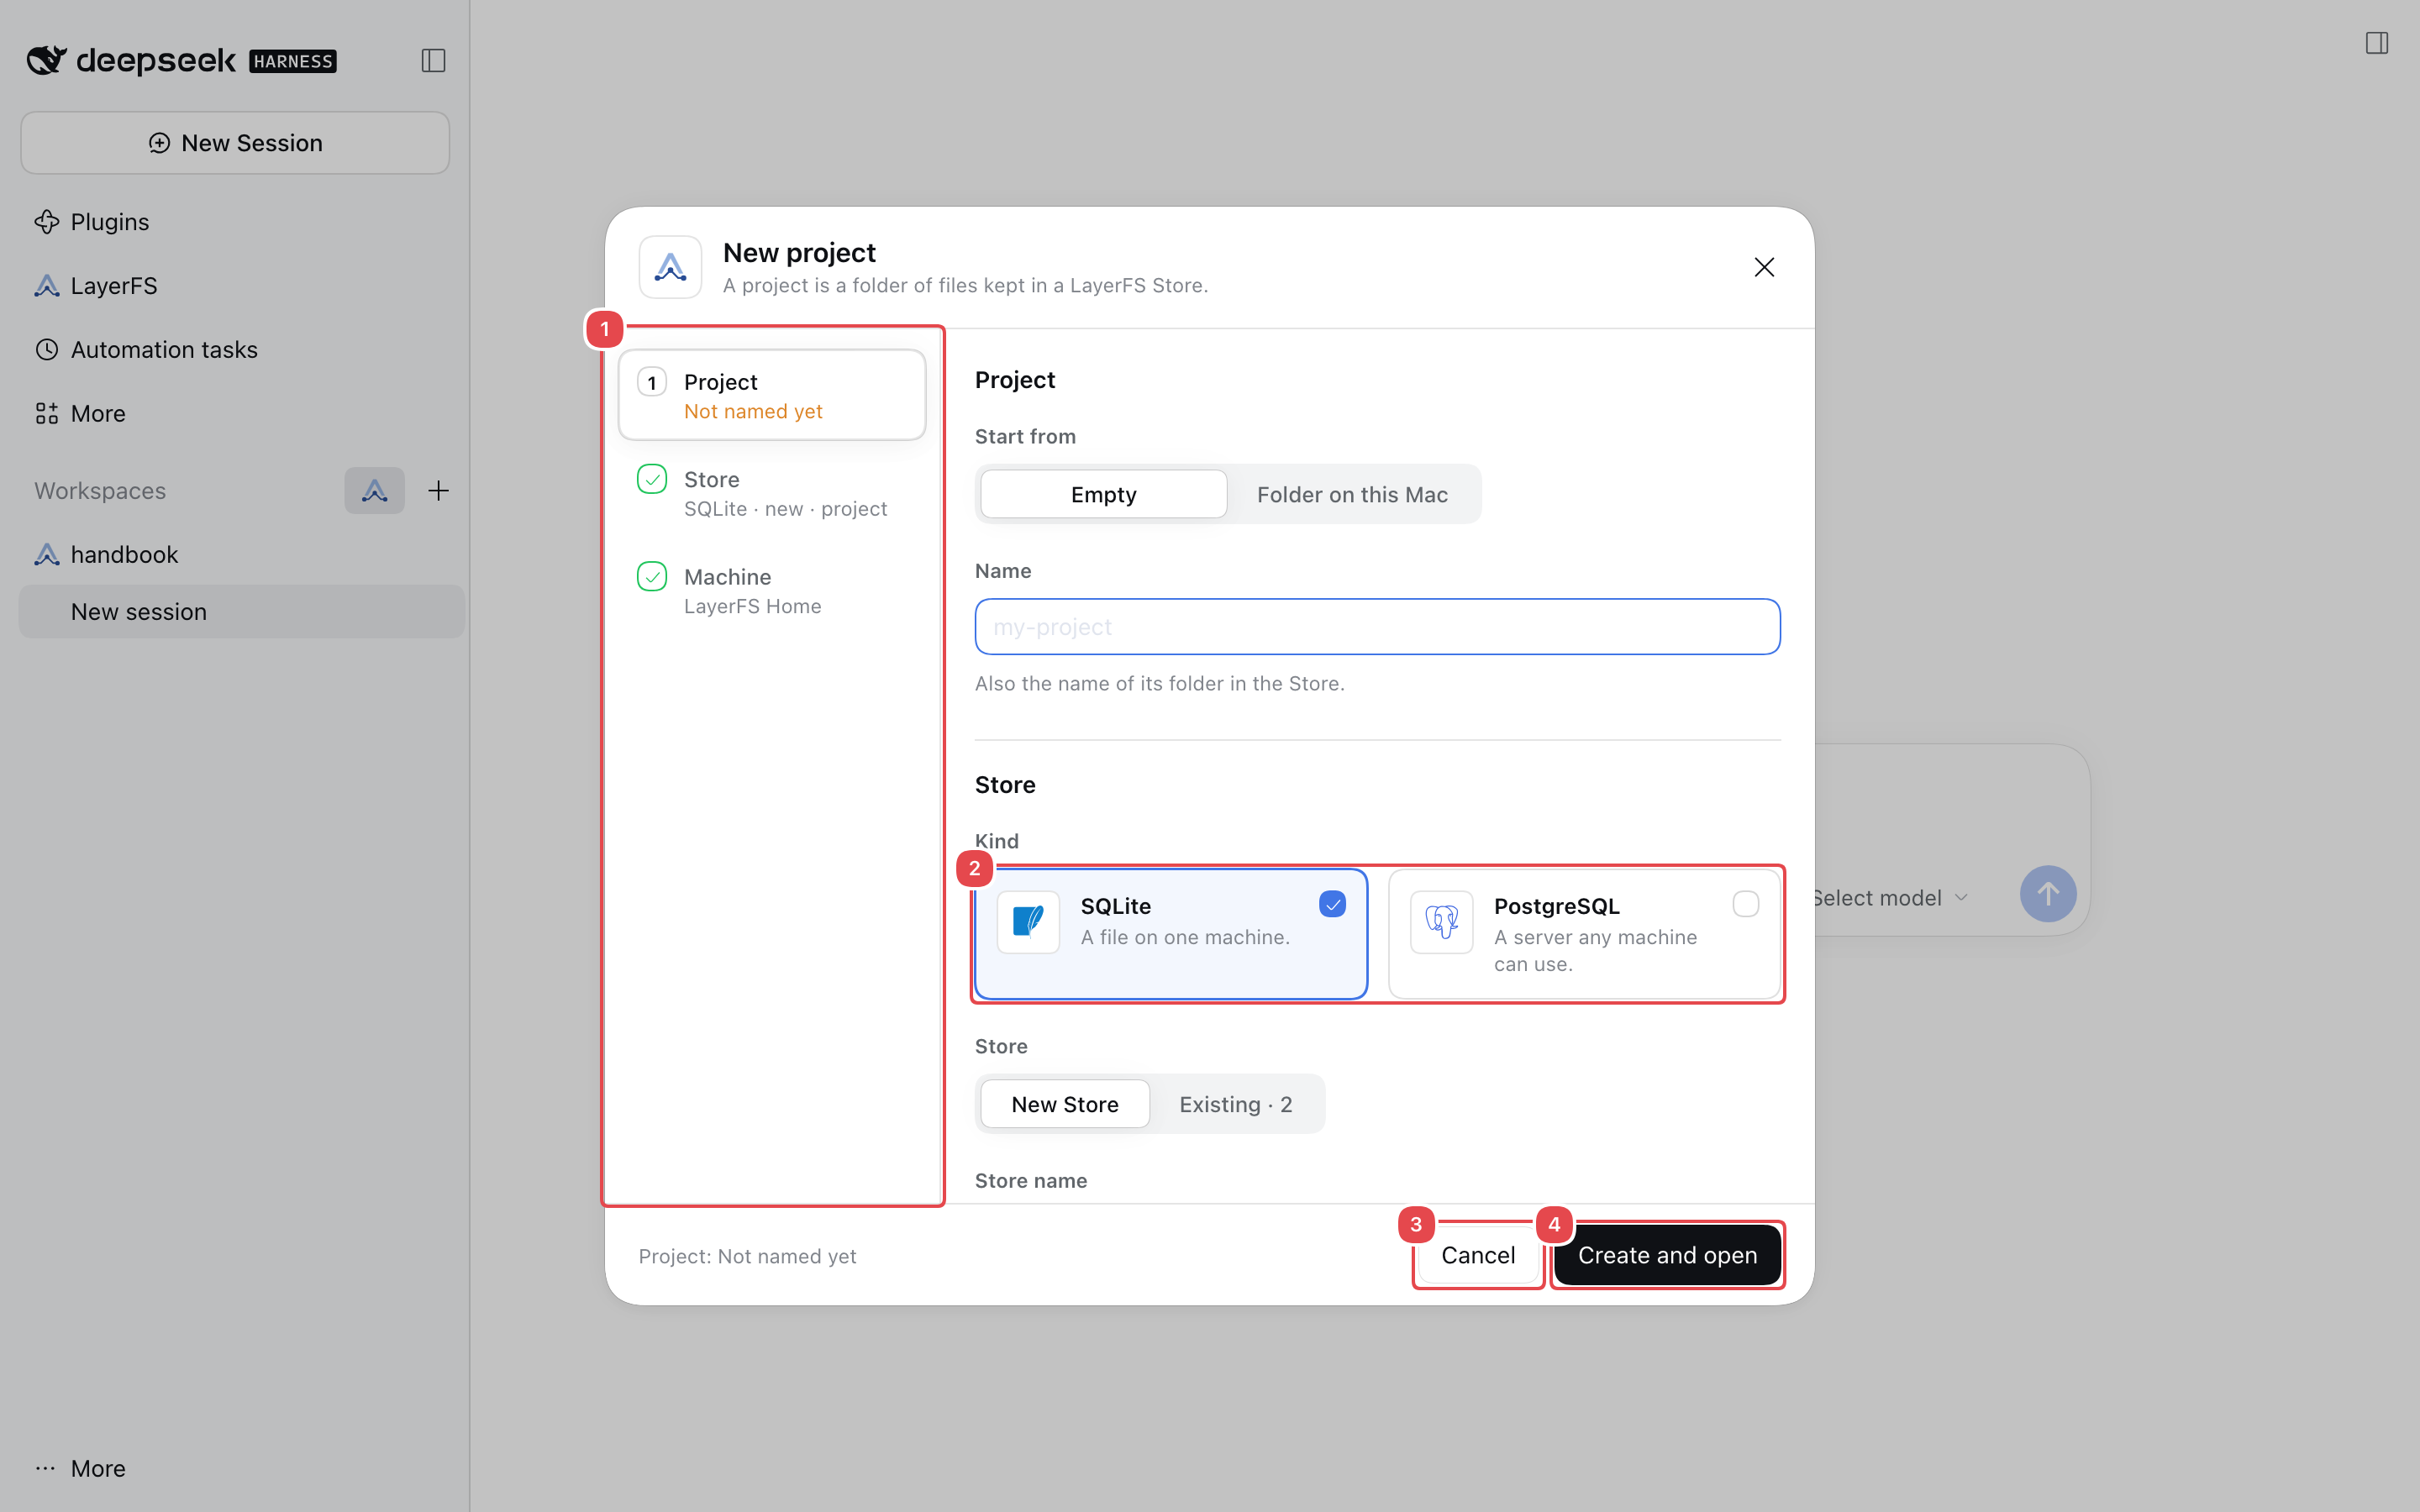 deepseek HARNESS
New Session
Plugins
LayerFS
Automation tasks
More
Workspaces
handbook
New session
More
New project
A project is a folder of files kept in a LayerFS Store.
1
1 Project
Not named yet
Store
SQLite · new · project
Machine
LayerFS Home
Project
Start from
Empty Folder on this Mac
Name
my-project
Also the name of its folder in the Store.
Store
Kind
2
SQLite
A file on one machine.
PostgreSQL
A server any machine
can use.
Store
New Store Existing · 2
Store name
Project: Not named yet
3 Cancel
4 Create and open
Select model